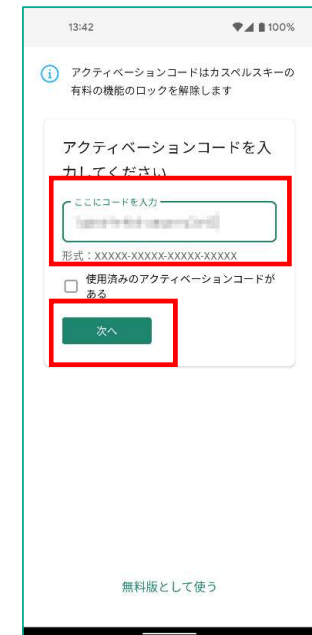 13:42
100%
アクティベーションコードはカスペルスキーの
有料の機能のロックを解除します
アクティベーションコードを入
力してください
ここにコードを入力
形式：XXXXX-XXXXX-XXXXX-XXXXX
使用済みのアクティベーションコードが
ある
次へ
無料版として使う